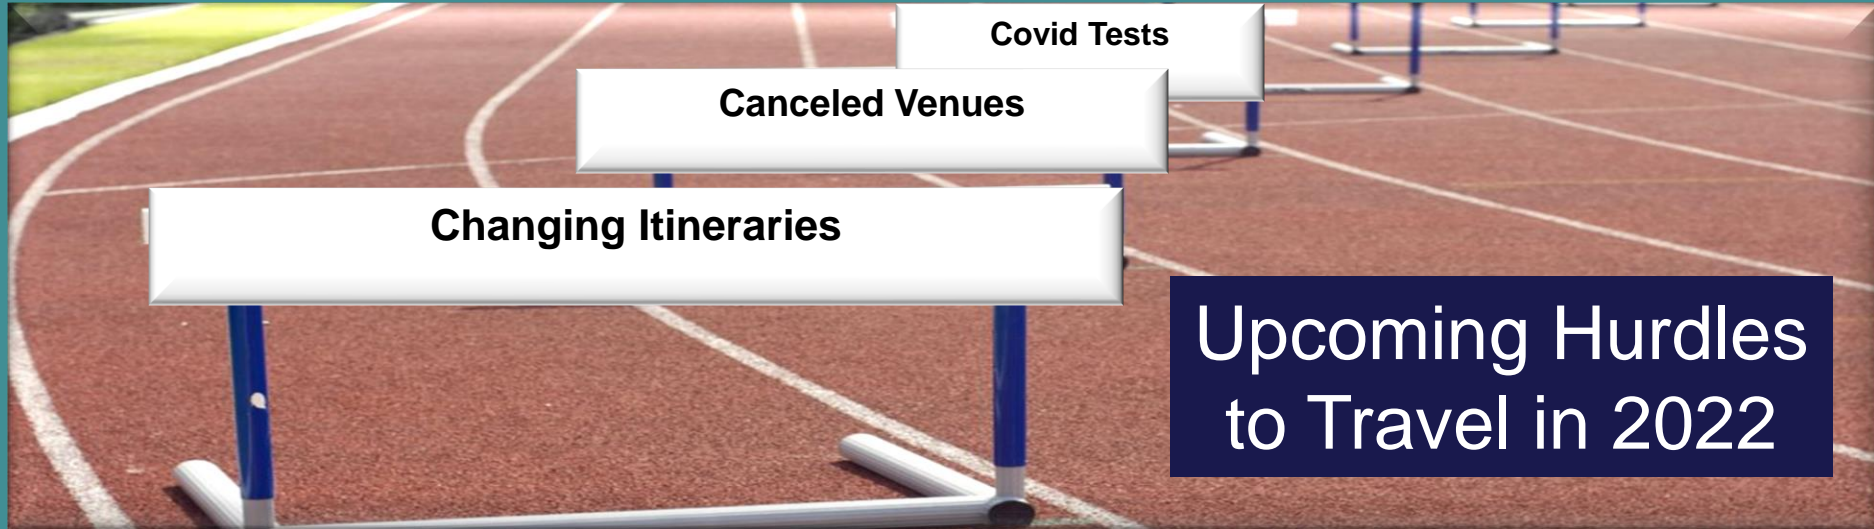 Covid Tests
Canceled Venues
Changing Itineraries
Upcoming Hurdles
to Travel in 2022